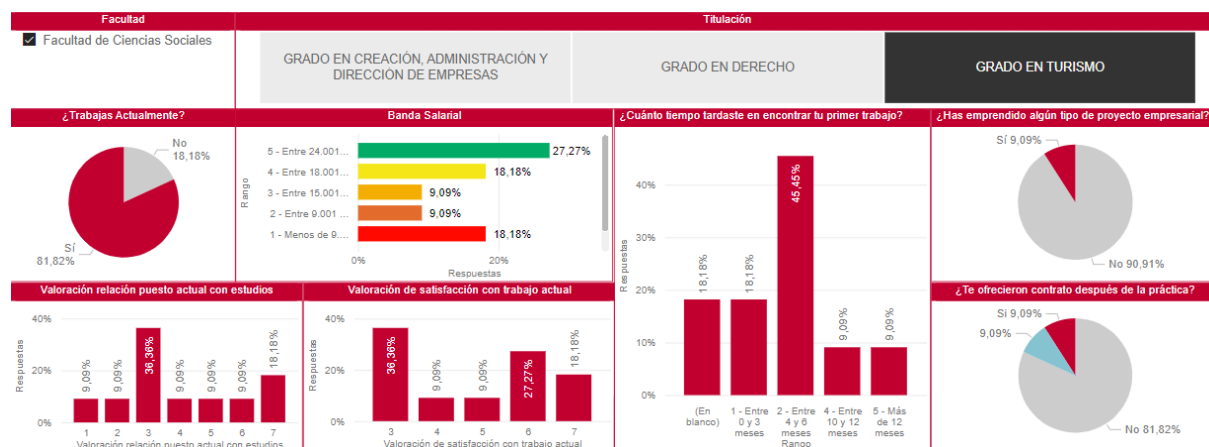 Facultad
Titulación
Facultad de Ciencias Sociales
GRADO EN CREACIÓN, ADMINISTRACIÓN Y
DIRECCIÓN DE EMPRESAS
GRADO EN DERECHO
GRADO EN TURISMO
¿Trabajas Actualmente?
No
18,18%
Sí
81,82%
Banda Salarial
Rango
5 - Entre 24.001...
27,27%
4 - Entre 18.001...
18,18%
3 - Entre 15.001...
9,09%
2 - Entre 9.001 ...
9,09%
1 - Menos de 9....
18,18%
0%
20%
Respuestas
¿Cuánto tiempo tardaste en encontrar tu primer trabajo?
Respuestas
40%
30%
20%
10%
0%
18,18%
18,18%
45,45%
9,09%
9,09%
(En
blanco)
1 - Entre
0 y 3
meses
2 - Entre
4 y 6
meses
4 - Entre
10 y 12
meses
5 - Más
de 12
meses
Rango
¿Has emprendido algún tipo de proyecto empresarial?
Sí 9,09%
No 90,91%
Valoración relación puesto actual con estudios
Respuestas
40%
20%
0%
9,09%
9,09%
36,36%
9,09%
9,09%
9,09%
18,18%
1
2
3
4
5
6
7
Valoración relación puesto actual con estudios
Valoración de satisfacción con trabajo actual
Respuestas
40%
20%
0%
36,36%
9,09%
9,09%
27,27%
18,18%
3
4
5
6
7
Valoración de satisfacción con trabajo actual
¿Te ofrecieron contrato después de la práctica?
Si 9,09%
9,09%
No 81,82%